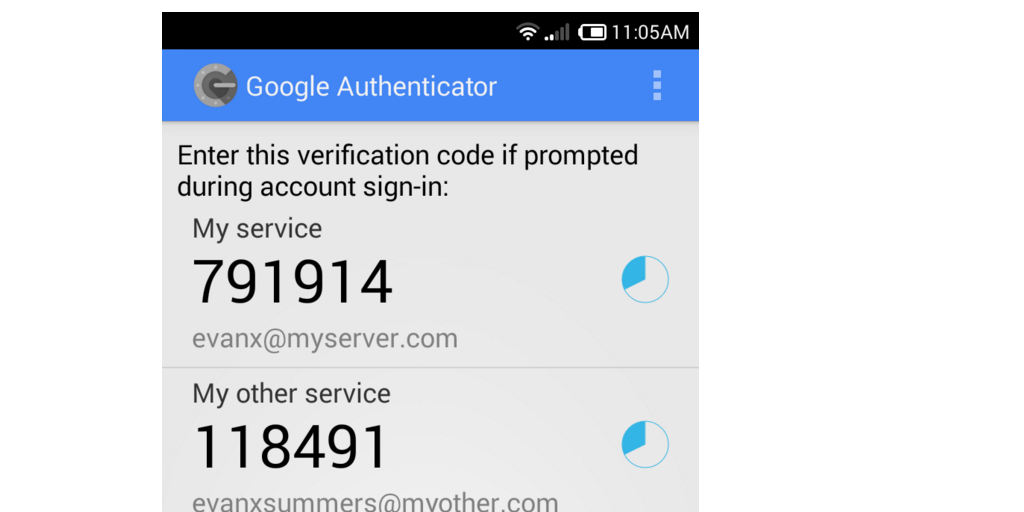 11:05AM
Google Authenticator
Enter this verification code if prompted
during account sign-in:
My service
791914
evanx@myserver.com
My other service
118491
evanxsummers@myother.com